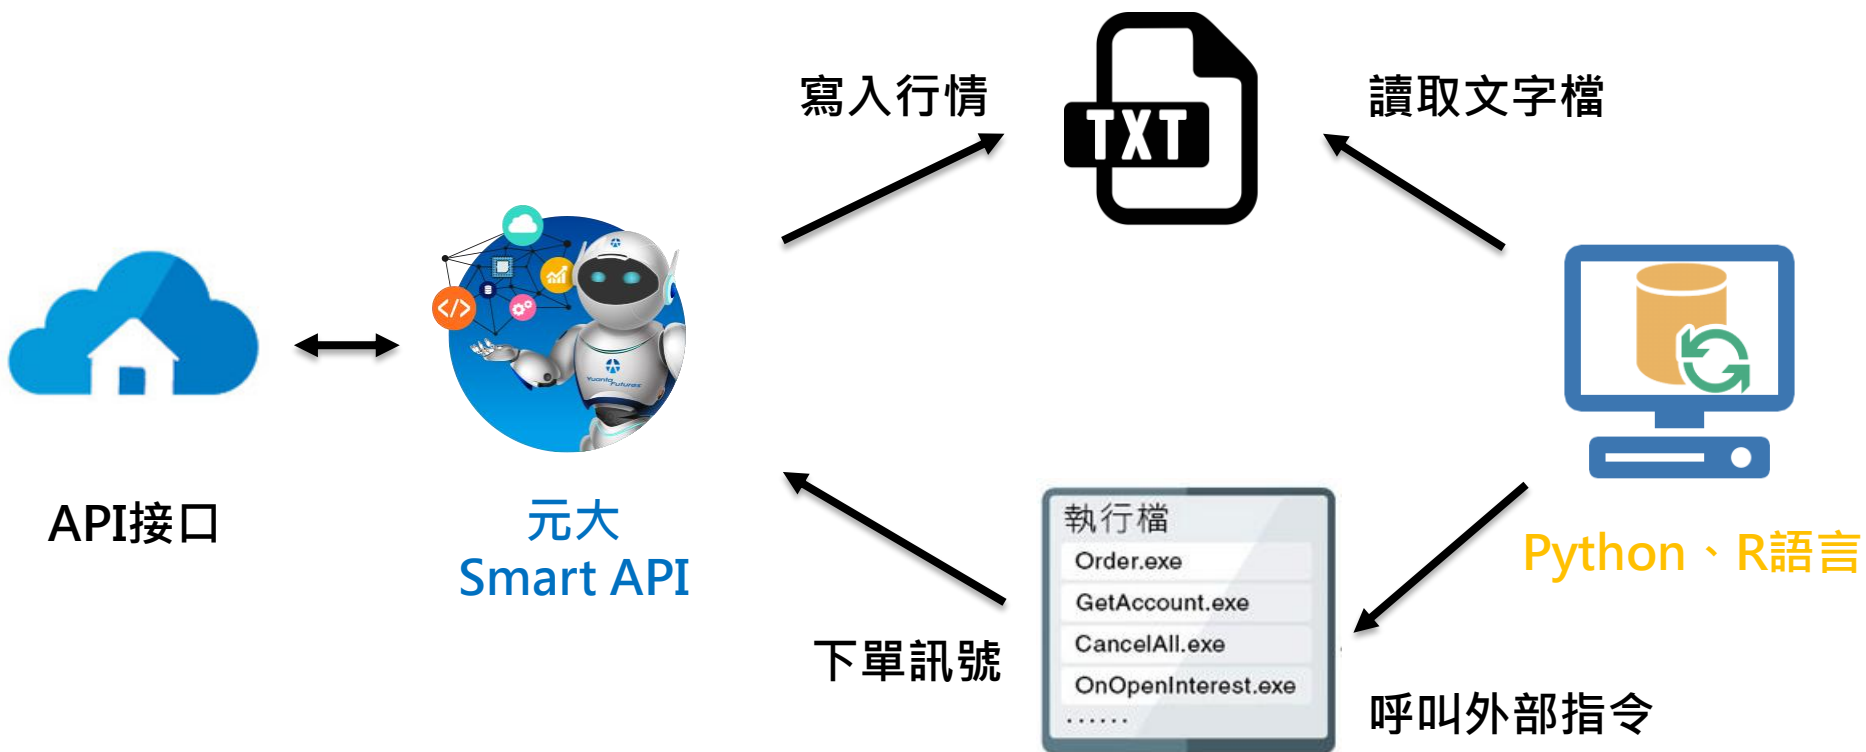 寫入行情
TXT
讀取文字檔
</>
Yuanta
Futures
API接口
元大
Smart API
執行檔
Order.exe
GetAccount.exe
CancelAll.exe
OnOpenInterest.exe
······
Python、R語言
下單訊號
呼叫外部指令